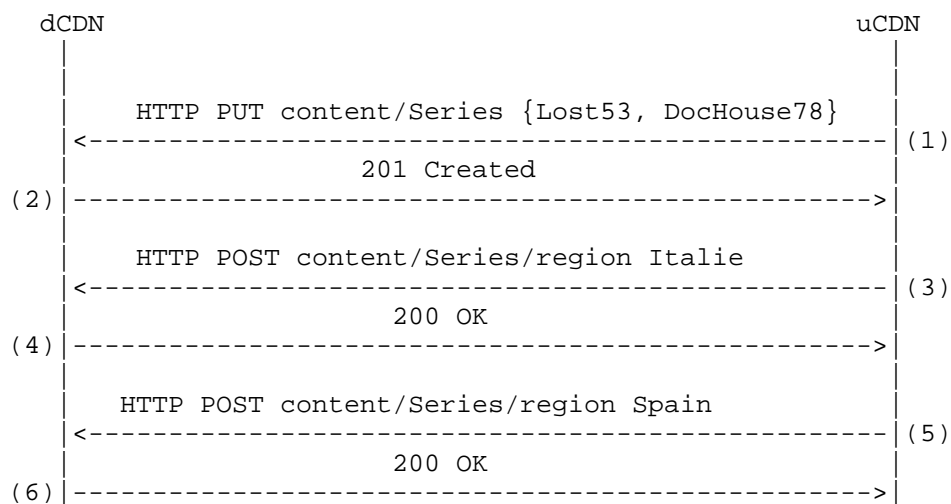 dCDN uCDN
HTTP PUT content/Series {Lost53, DocHouse78}
(1)
201 Created
(2)
HTTP POST content/Series/region Italie
(3)
200 OK
(4)
HTTP POST content/Series/region Spain
(5)
200 OK
(6)